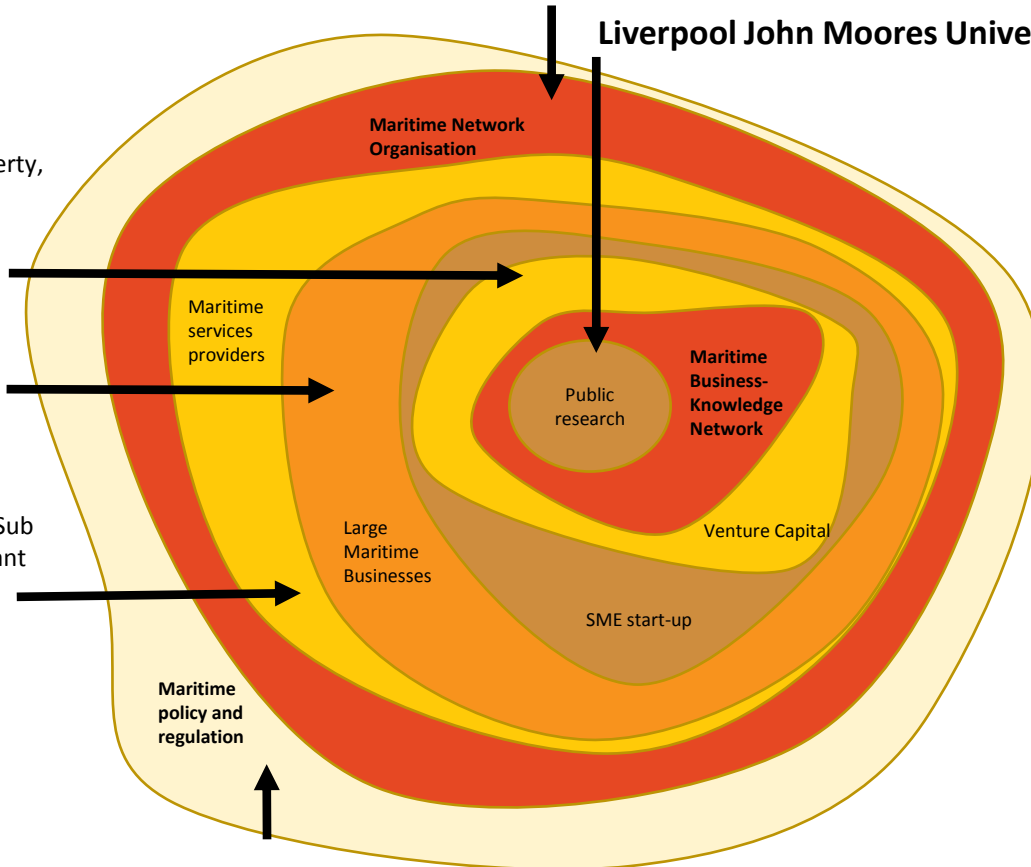 Liverpool John Moores Unive
Maritime Network
Organisation
erty,
Maritime
services
providers
Maritime
Business-
Knowledge
Network
Public
research
Sub
ant
Large
Maritime
Businesses
Venture Capital
SME start-up
Maritime
policy and
regulation